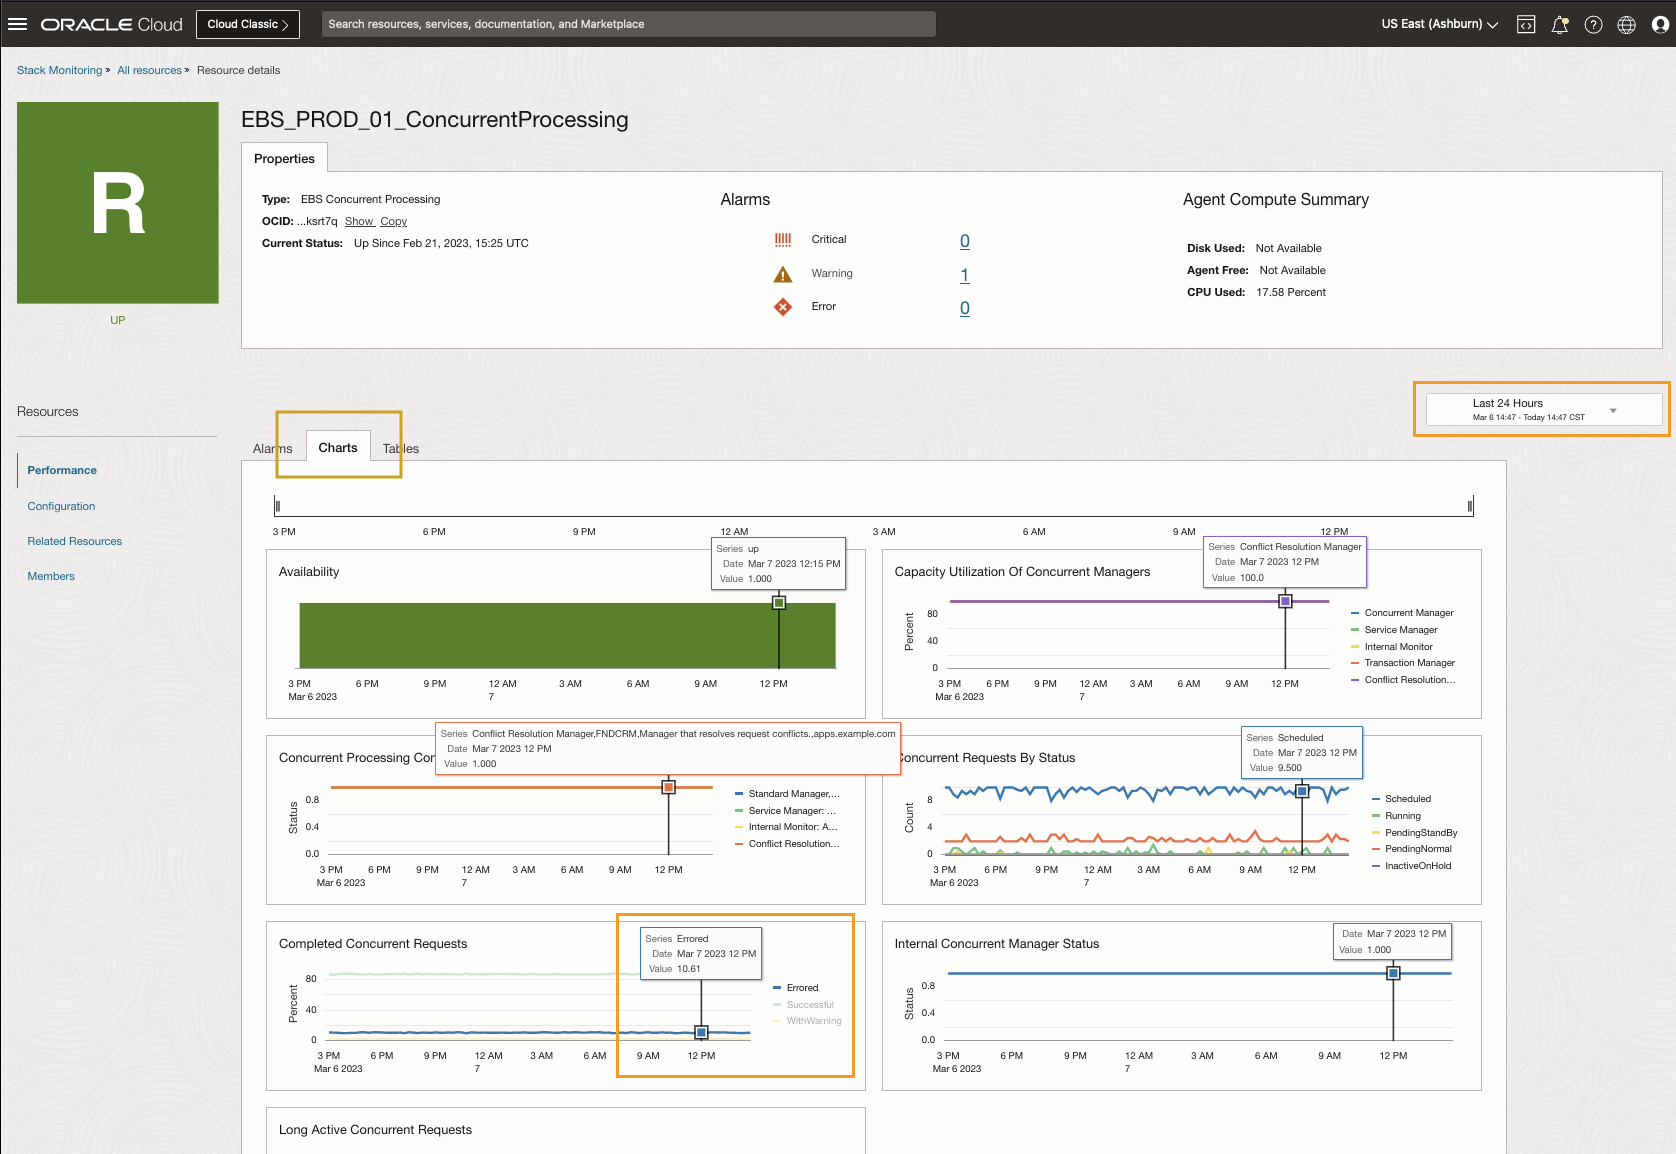 ORACLE Cloud
Cloud Classic
Search resources, services, documentation, and Marketplace
US East (Ashburn)
Stack Monitoring » All resources » Resource details
R
UP
EBS_PROD_01_ConcurrentProcessing
Properties
Type: EBS Concurrent Processing
OCID: ...ksrt7q Show Copy
Current Status: Up Since Feb 21, 2023, 15:25 UTC
Alarms
Critical 0
Warning 1
Error 0
Agent Compute Summary
Disk Used: Not Available
Agent Free: Not Available
CPU Used: 17.58 Percent
Resources
Performance
Configuration
Related Resources
Members
Last 24 Hours
Mar 6 14:47 - Today 14:47 CST
Alarms Charts Tables
3 PM 6 PM 9 PM 12 AM 3 AM 6 AM 9 AM 12 PM
Availability
Series up
Date Mar 7 2023 12:15 PM
Value 1.000
3 PM 6 PM 9 PM 12 AM 3 AM 6 AM 9 AM 12 PM
Mar 6 2023 7
Capacity Utilization Of Concurrent Managers
Series Conflict Resolution Manager
Date Mar 7 2023 12 PM
Value 100.0
Percent
80
40
0
3 PM 6 PM 9 PM 12 AM 3 AM 6 AM 9 AM 12 PM
Mar 6 2023 7
Concurrent Manager
Service Manager
Internal Monitor
Transaction Manager
Conflict Resolution...
Concurrent Processing Con
Series Conflict Resolution Manager,FNDCRM,Manager that resolves request conflicts.,apps.example.com
Date Mar 7 2023 12 PM
Value 1.000
Status
0.8
0.4
0.0
3 PM 6 PM 9 PM 12 AM 3 AM 6 AM 9 AM 12 PM
Mar 6 2023 7
Standard Manager,...
Service Manager: ...
Internal Monitor: A...
Conflict Resolution...
Concurrent Requests By Status
Series Scheduled
Date Mar 7 2023 12 PM
Value 9.500
Count
8
4
0
3 PM 6 PM 9 PM 12 AM 3 AM 6 AM 9 AM 12 PM
Mar 6 2023 7
Scheduled
Running
PendingStandBy
PendingNormal
InactiveOnHold
Completed Concurrent Requests
Series Errored
Date Mar 7 2023 12 PM
Value 10.61
Percent
80
40
0
3 PM 6 PM 9 PM 12 AM 3 AM 6 AM 9 AM 12 PM
Mar 6 2023 7
Errored
Successful
WithWarning
Internal Concurrent Manager Status
Date Mar 7 2023 12 PM
Value 1.000
Status
0.8
0.4
0.0
3 PM 6 PM 9 PM 12 AM 3 AM 6 AM 9 AM 12 PM
Mar 6 2023 7
Long Active Concurrent Requests